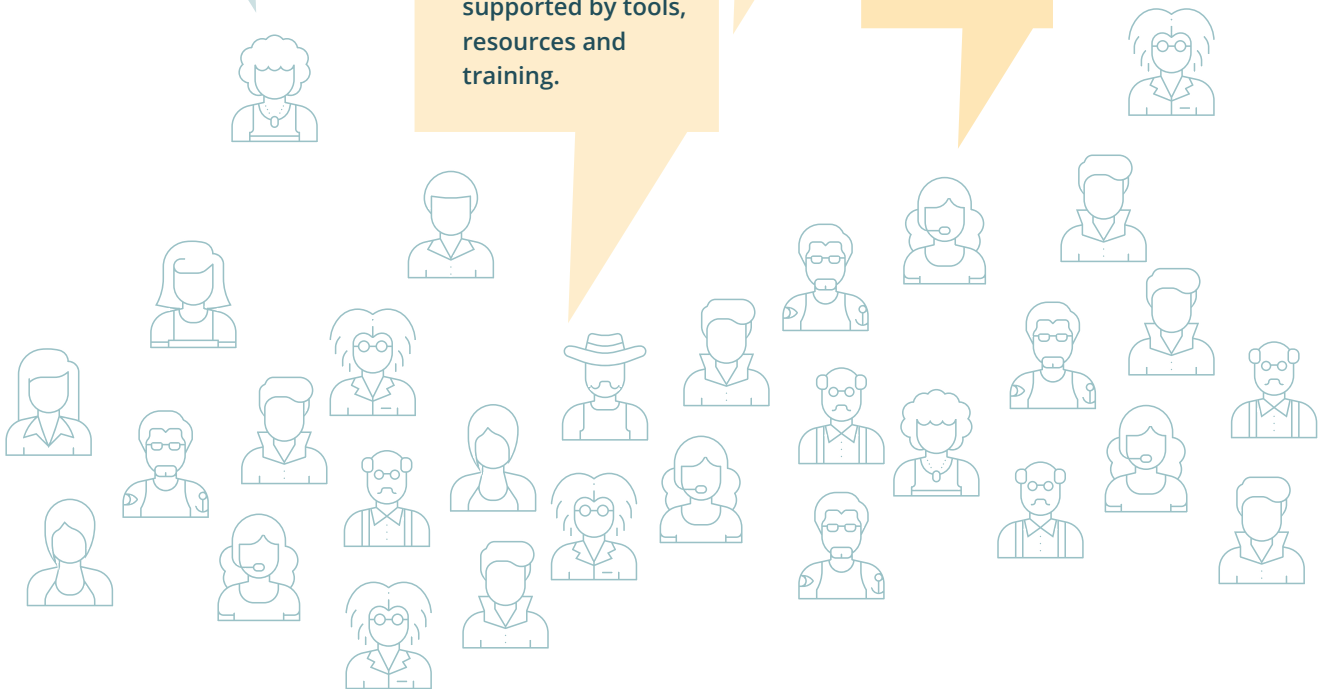 supported by tools,
resources and
training.